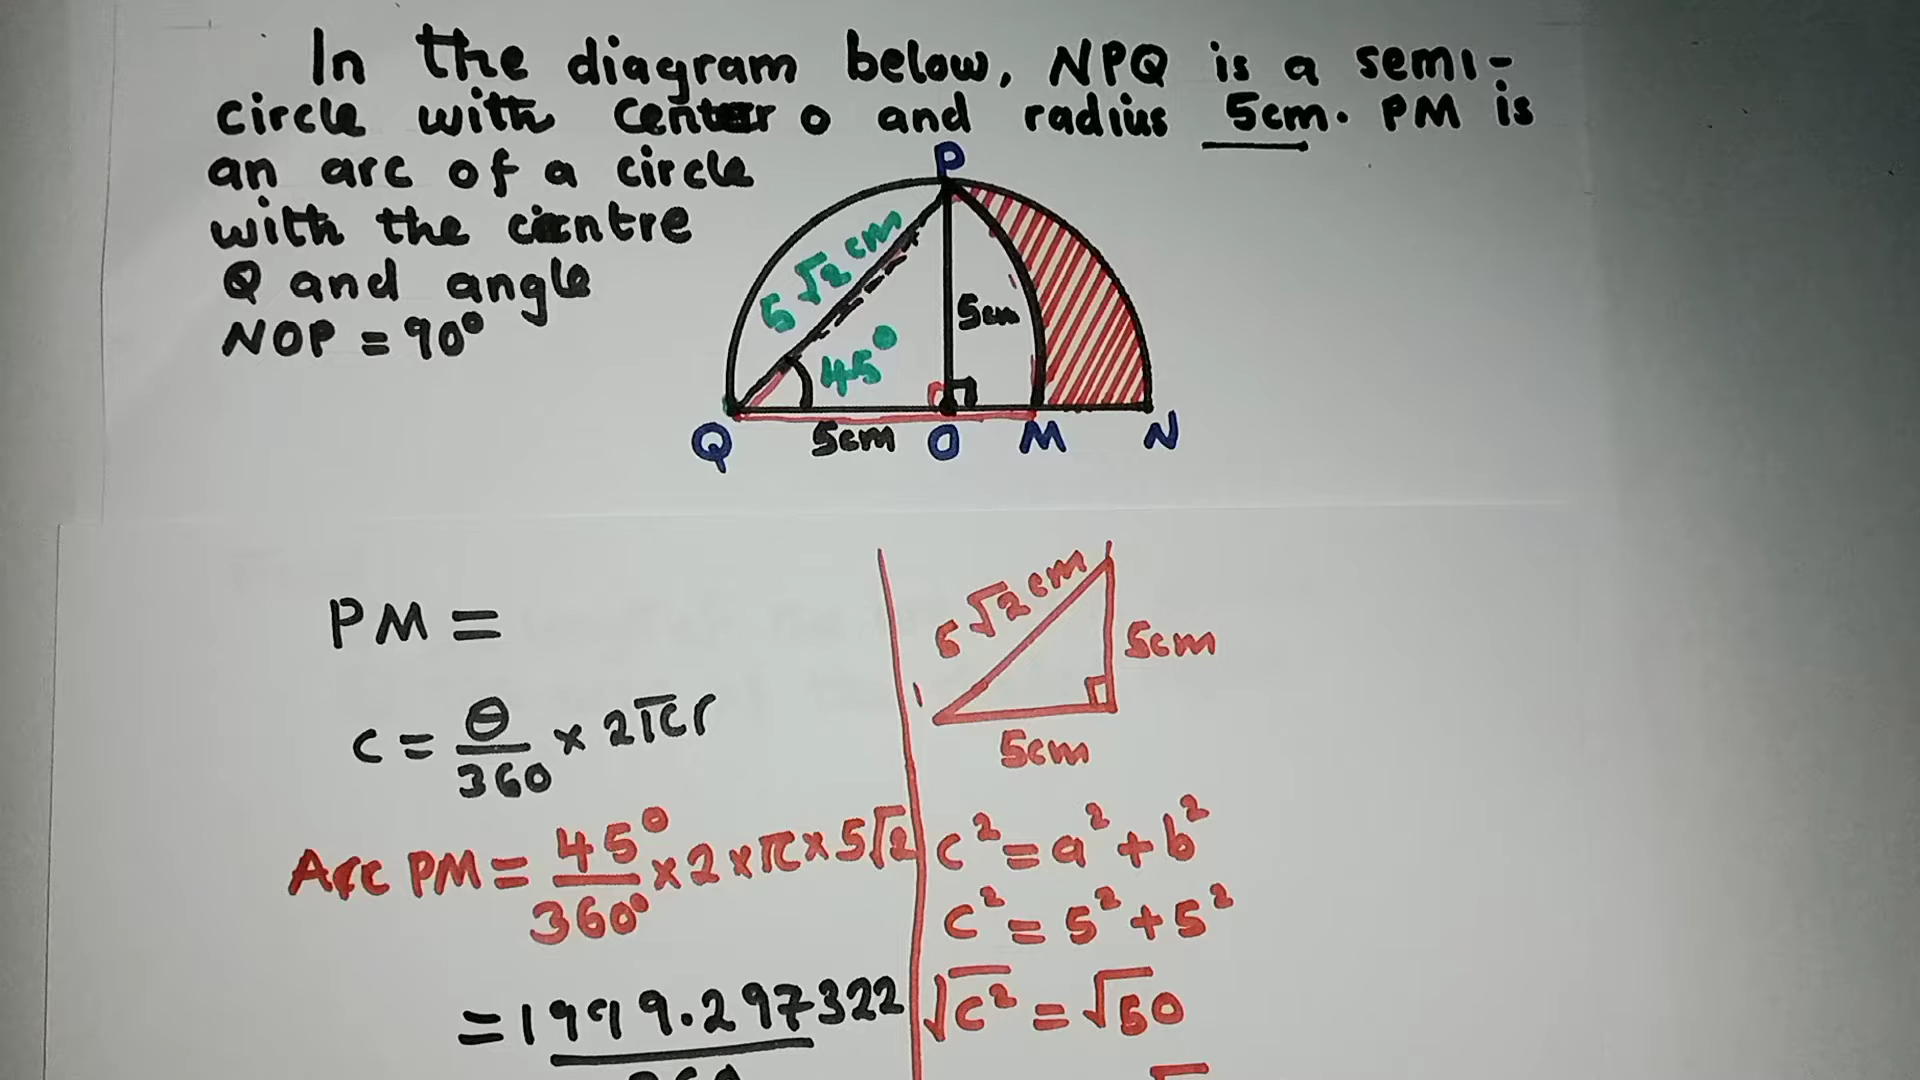 In the diagram below, NPQ is a semi-
circle with center o and radius 5cm. PM is
an arc of a circle
with the centre
Q and angle
NOP = 90°
P
5√2 cm
5cm
45°
Q 5cm O M N
PM =
c = θ/360 × 2πr
Arc PM = 45°/360° × 2 × π × 5√2
= 1999.297322
5√2 cm
5cm
5cm
c² = a² + b²
c² = 5² + 5²
√c² = √50